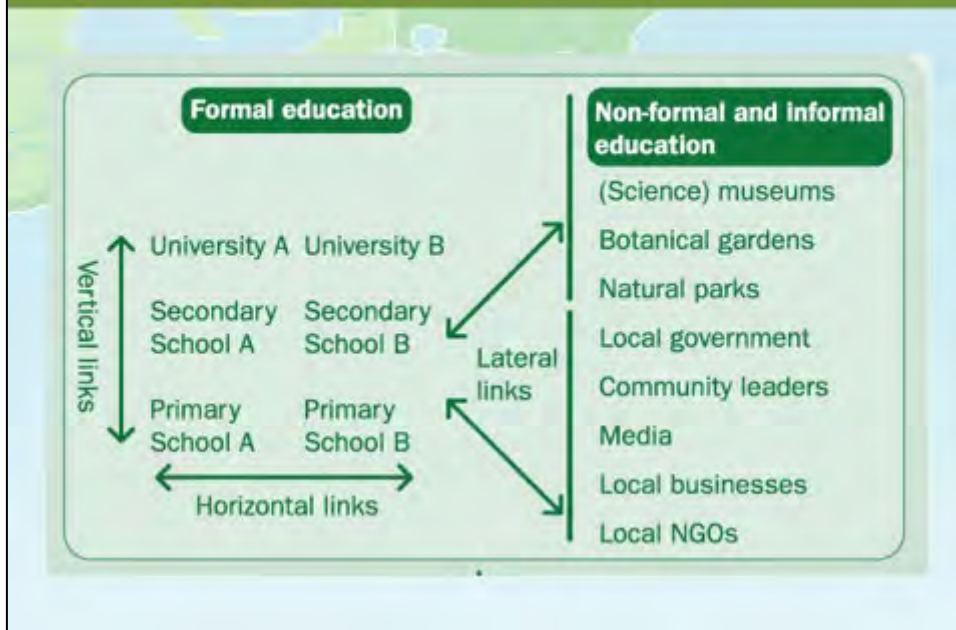 Formal education
Vertical links
University A University B
Secondary Secondary
School A School B
Primary Primary
School A School B
Horizontal links
Lateral
links
Non-formal and informal
education
(Science) museums
Botanical gardens
Natural parks
Local government
Community leaders
Media
Local businesses
Local NGOs